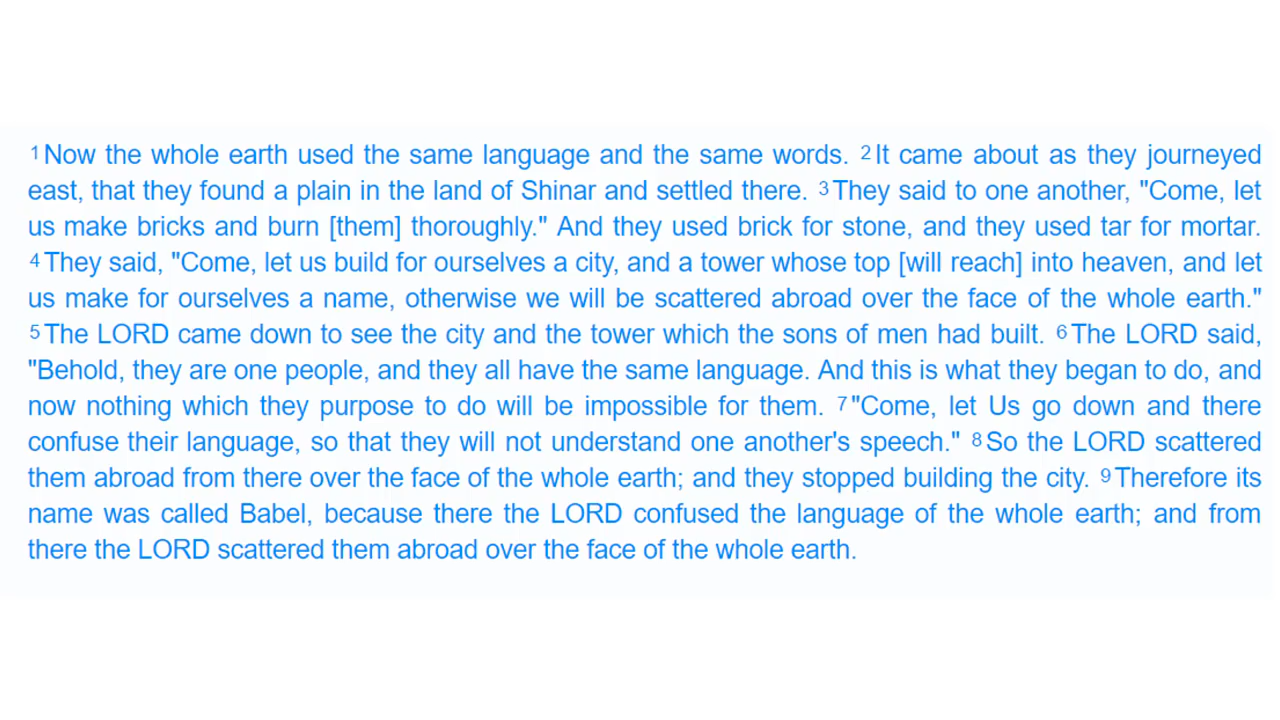 1 Now the whole earth used the same language and the same words. 2 It came about as they journeyed
east, that they found a plain in the land of Shinar and settled there. 3 They said to one another, "Come, let
us make bricks and burn [them] thoroughly." And they used brick for stone, and they used tar for mortar.
4 They said, "Come, let us build for ourselves a city, and a tower whose top [will reach] into heaven, and let
us make for ourselves a name, otherwise we will be scattered abroad over the face of the whole earth."
5 The LORD came down to see the city and the tower which the sons of men had built. 6 The LORD said,
"Behold, they are one people, and they all have the same language. And this is what they began to do, and
now nothing which they purpose to do will be impossible for them. 7 "Come, let Us go down and there
confuse their language, so that they will not understand one another's speech." 8 So the LORD scattered
them abroad from there over the face of the whole earth; and they stopped building the city. 9 Therefore its
name was called Babel, because there the LORD confused the language of the whole earth; and from
there the LORD scattered them abroad over the face of the whole earth.